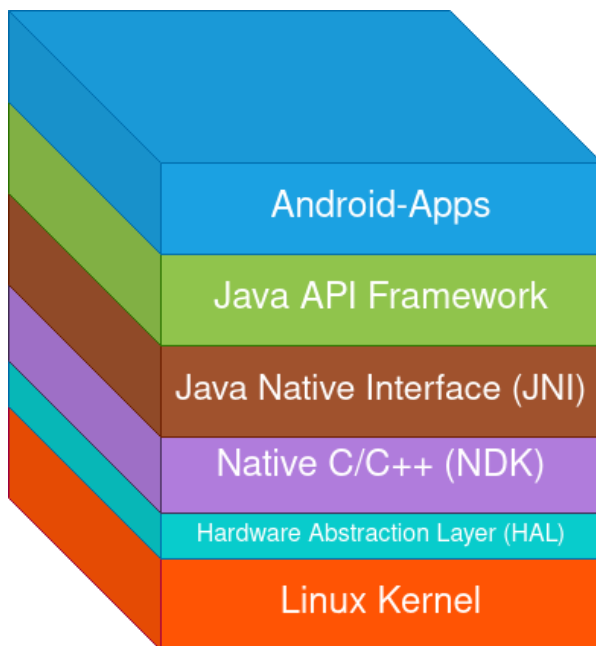 Android-Apps
Java API Framework
Java Native Interface (JNI)
Native C/C++ (NDK)
Hardware Abstraction Layer (HAL)
Linux Kernel